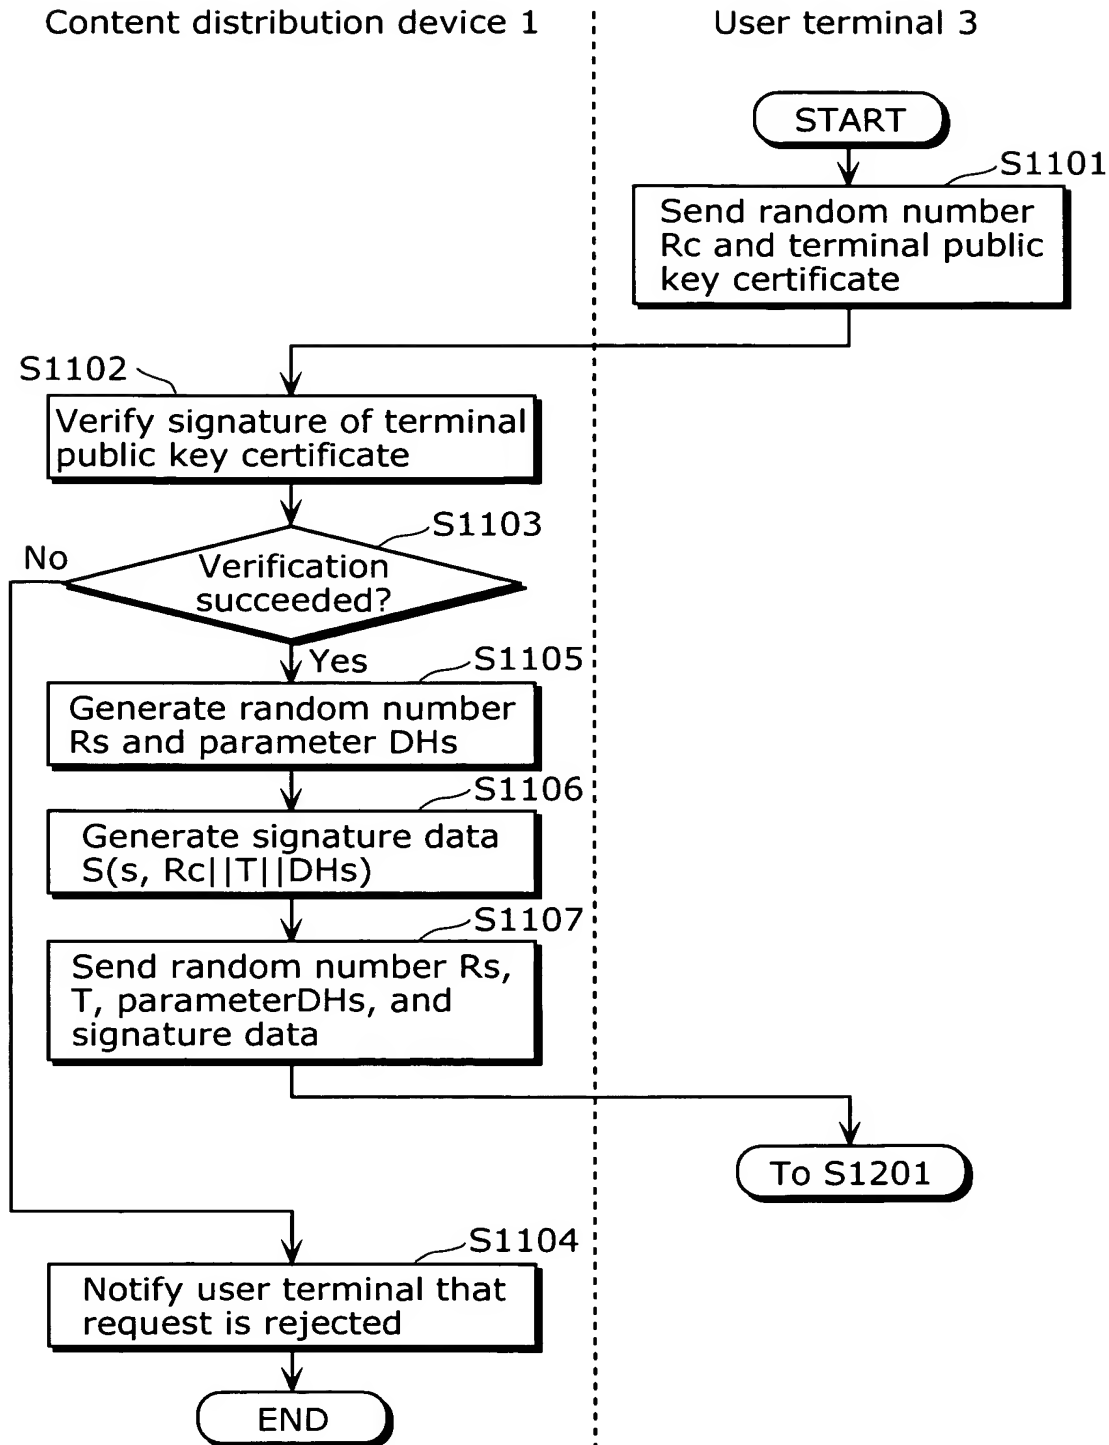 Content distribution device 1
User terminal 3
START
S1101
Send random number
Rc and terminal public
key certificate
S1102
Verify signature of terminal
public key certificate
S1103
No
Verification
succeeded?
Yes
S1105
Generate random number
Rs and parameter DHs
S1106
Generate signature data
S(s, Rc||T||DHs)
S1107
Send random number Rs,
T, parameterDHs, and
signature data
To S1201
S1104
Notify user terminal that
request is rejected
END